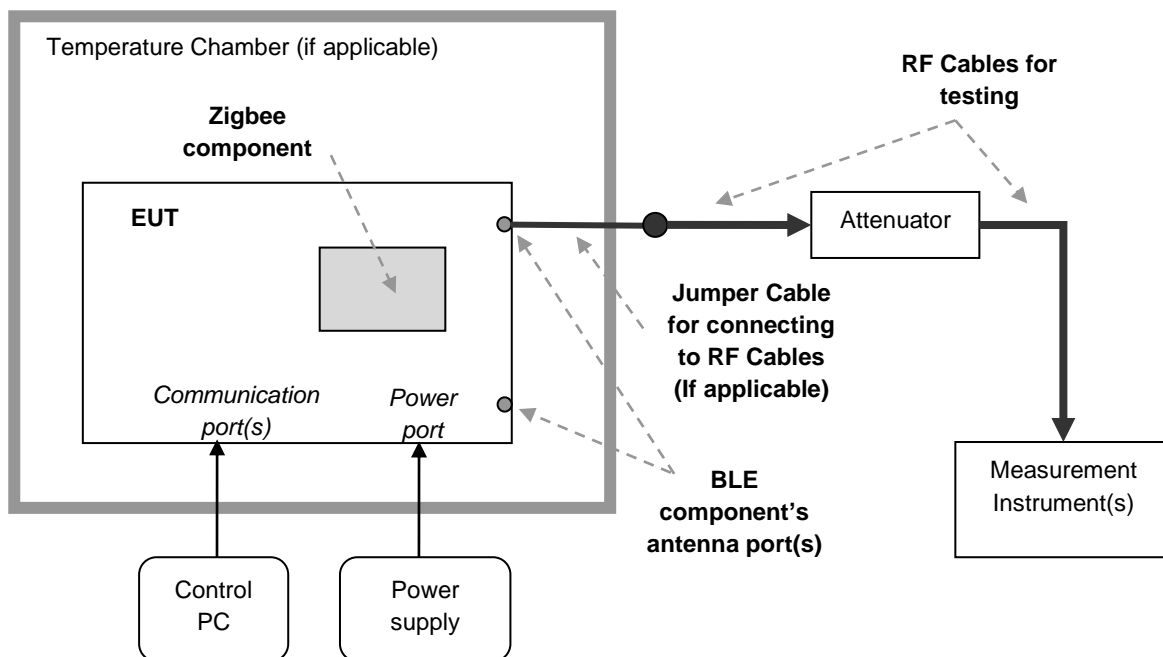 Temperature Chamber (if applicable)
RF Cables for
testing
Zigbee
component
EUT
Attenuator
Jumper Cable
for connecting
to RF Cables
(If applicable)
Communication
port(s)
Power
port
BLE
component’s
antenna port(s)
Measurement
Instrument(s)
Control
PC
Power
supply